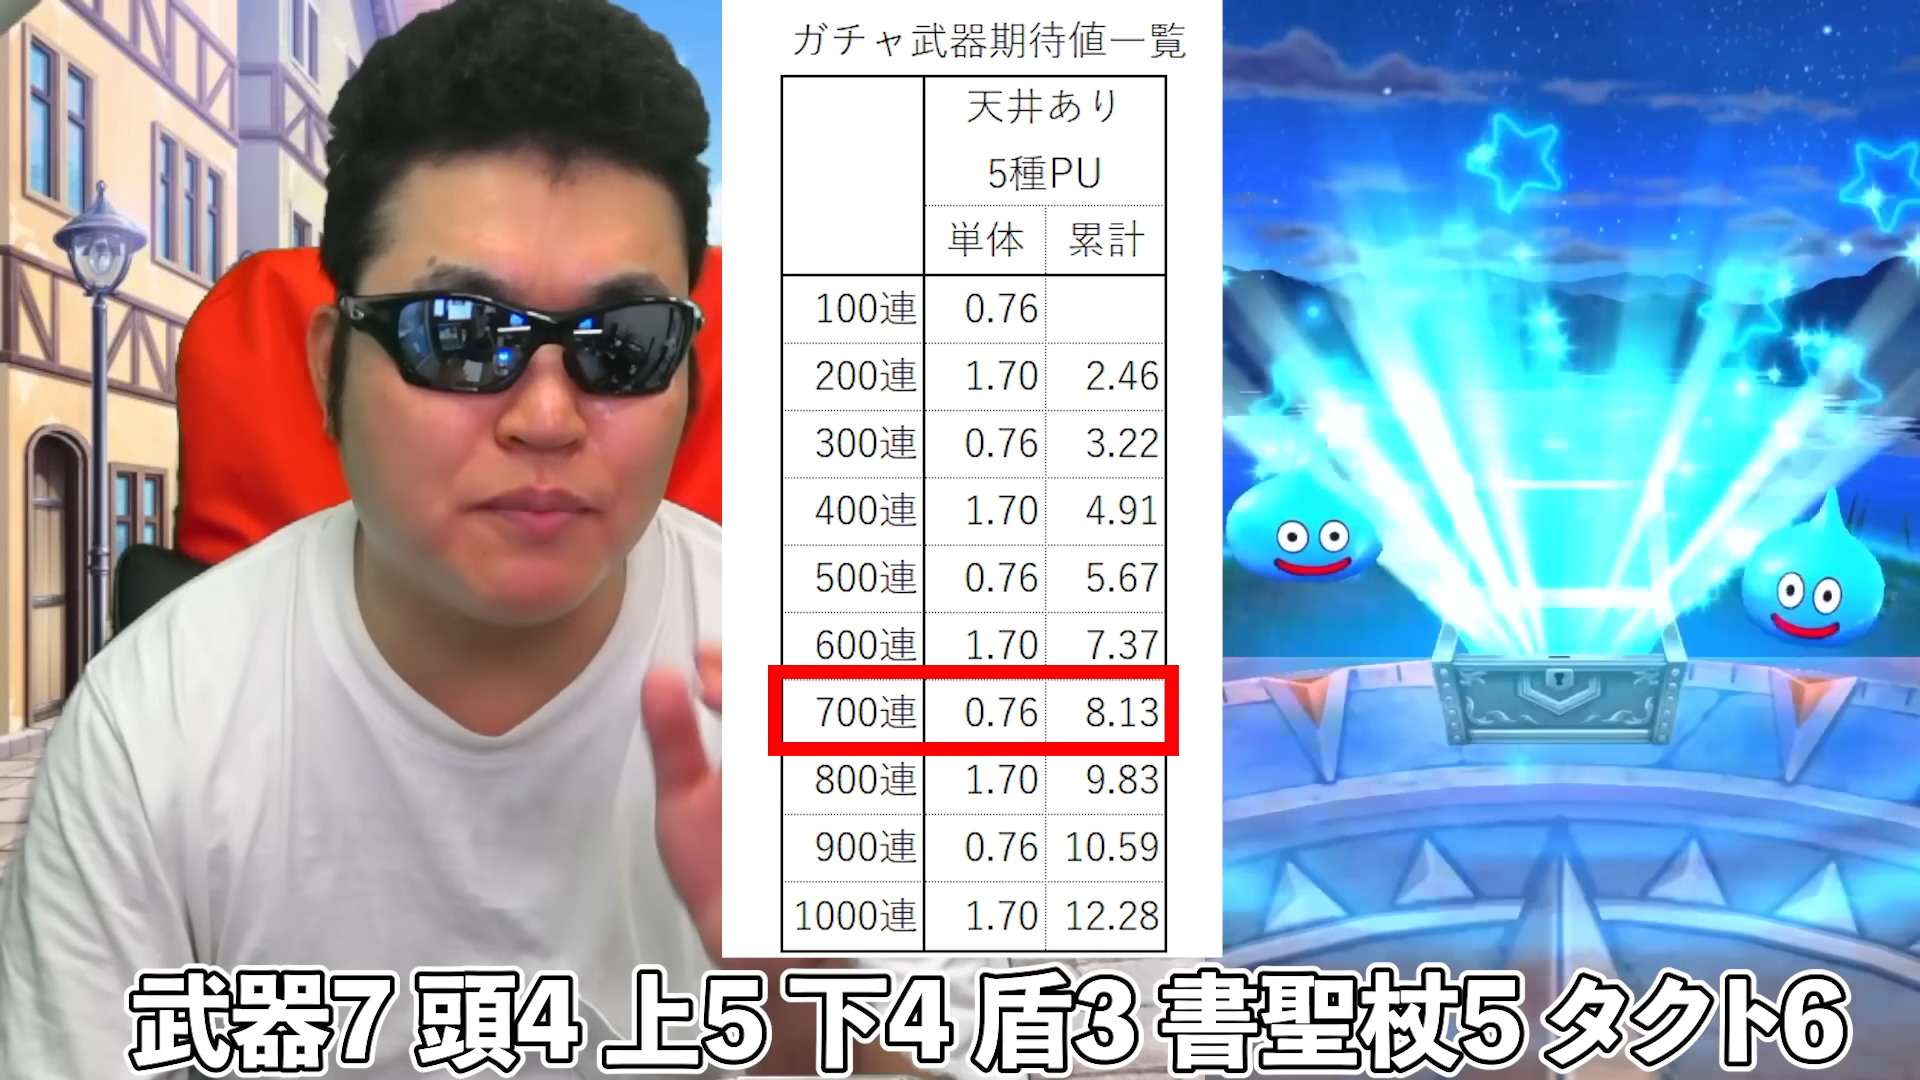 ガチャ武器期待値一覧
天井あり
5種PU
単体 累計
100連 0.76
200連 1.70 2.46
300連 0.76 3.22
400連 1.70 4.91
500連 0.76 5.67
600連 1.70 7.37
700連 0.76 8.13
800連 1.70 9.83
900連 0.76 10.59
1000連 1.70 12.28
武器7 頭4 上5 下4 盾3 書聖杖5 タクト6